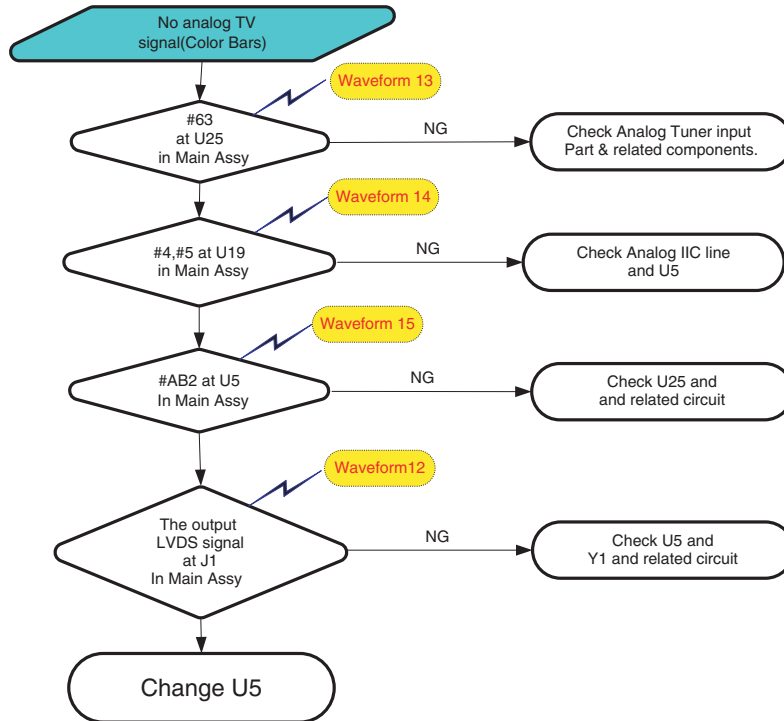 No analog TV
signal(Color Bars)
Waveform 13
#63
at U25
in Main Assy
NG
Check Analog Tuner input
Part & related components.
Waveform 14
#4,#5 at U19
in Main Assy
NG
Check Analog IIC line
and U5
Waveform 15
#AB2 at U5
In Main Assy
NG
Check U25 and
and related circuit
Waveform12
The output
LVDS signal
at J1
In Main Assy
NG
Check U5 and
Y1 and related circuit
Change U5